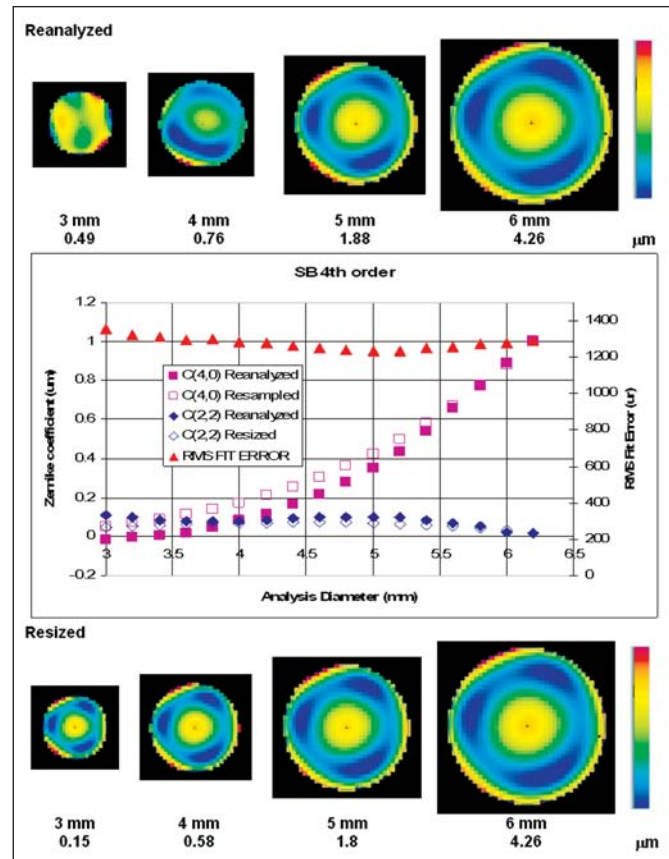 Reanalyzed
3 mm 4 mm 5 mm 6 mm
0.49 0.76 1.88 4.26 µm
SB 4th order
1.2
1
0.8
0.6
0.4
0.2
0
-0.2
Zernike coefficient (um)
C(4,0) Reanalyzed
C(4,0) Resampled
C(2,2) Reanalyzed
C(2,2) Resized
RMS FIT ERROR
1400
1200
1000
800
600
400
200
0
RMS Fit Error (ur)
3 3.5 4 4.5 5 5.5 6 6.5
Analysis Diameter (mm)
Resized
3 mm 4 mm 5 mm 6 mm
0.15 0.58 1.8 4.26 µm